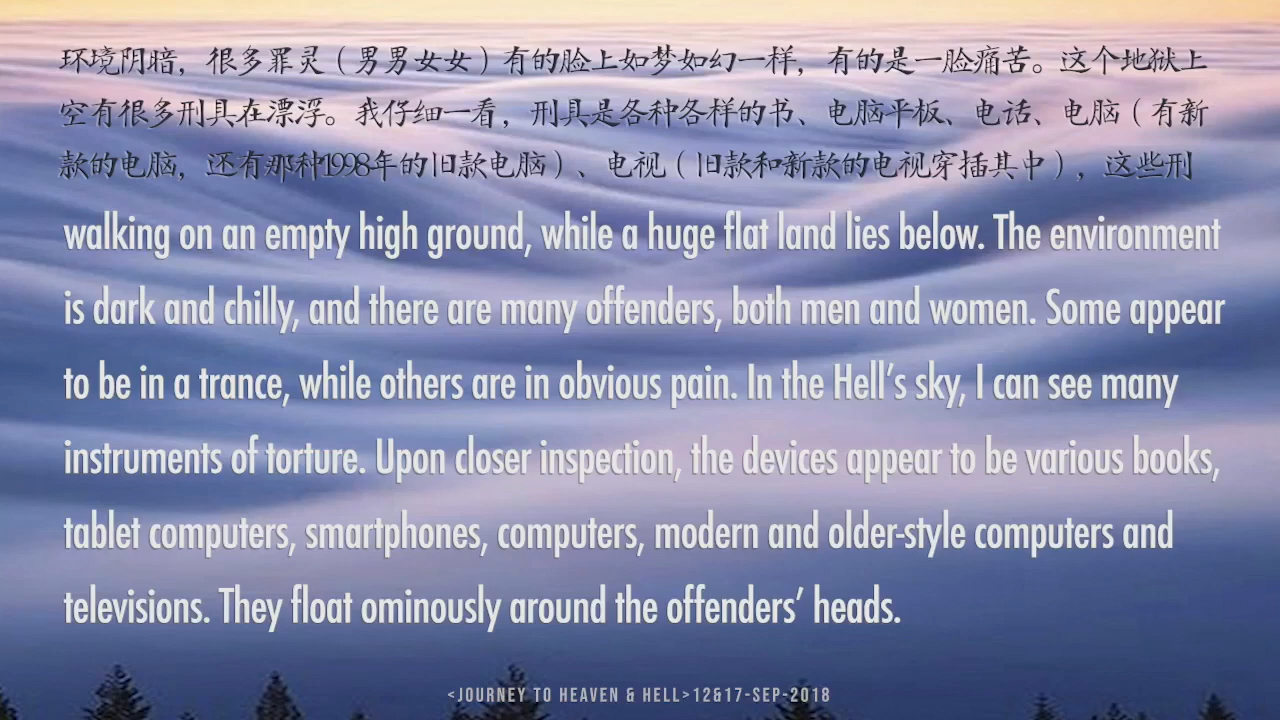 环境阴暗，很多罪灵（男男女女）有的脸上如梦如幻一样，有的是一脸痛苦。这个地狱上
空有很多刑具在漂浮。我仔细一看，刑具是各种各样的书、电脑平板、电话、电脑（有新
款的电脑，还有那种1998年的旧款电脑）、电视（旧款和新款的电视穿插其中），这些刑
walking on an empty high ground, while a huge flat land lies below. The environment
is dark and chilly, and there are many offenders, both men and women. Some appear
to be in a trance, while others are in obvious pain. In the Hell’s sky, I can see many
instruments of torture. Upon closer inspection, the devices appear to be various books,
tablet computers, smartphones, computers, modern and older-style computers and
televisions. They float ominously around the offenders’ heads.
<JOURNEY TO HEAVEN & HELL>12&17-SEP-2018